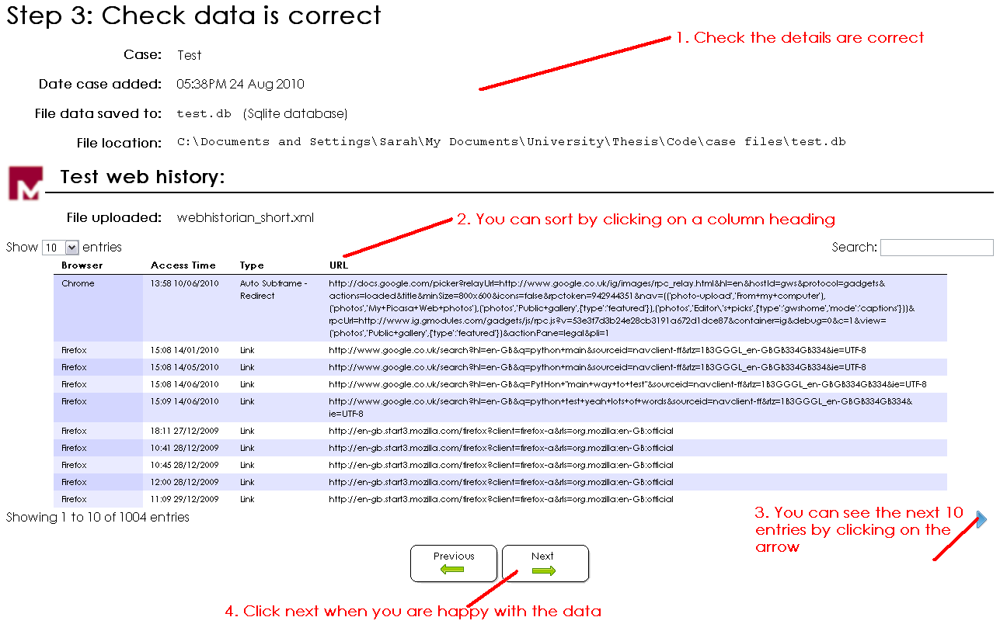 Step 3: Check data is correct
1. Check the details are correct
Case: Test
Date case added: 05:38PM 24 Aug 2010
File data saved to: test.db (Sqlite database)
File location: C:\Documents and Settings\Sarah\My Documents\University\Thesis\Code\case files\test.db
M Test web history:
File uploaded: webhistorian_short.xml
2. You can sort by clicking on a column heading
Show 10 entries Search:
Browser Access Time Type URL
Chrome 13:58 10/06/2010 Auto Subframe - http://docs.google.com/picker?relayUrl=http://www.google.co.uk/ig/images/rpc_relay.html&hl=en&hostId=gws&protocol=gadgets&
Redirect actions=loaded&title&minSize=800x600&icons=false&rpctoken=942944351&nav=(('photo-upload','From+my+computer'),
('photos','My+Picasa+Web+photos'),('photos','Public+gallery',{'type':'featured'}),('photos','Editor\'s+picks',{'type':'gwshome','mode':'captions'}))&
rpcUrl=http://www.ig.gmodules.com/gadgets/js/rpc.js?v=53e3f7d3b24e28cb3191a672d1dce87&container=ig&debug=0&c=1&view=
('photos','Public+gallery',{'type':'featured'})&actionPane=legal&pli=1
Firefox 15:08 14/01/2010 Link http://www.google.co.uk/search?hl=en-GB&q=python+main&sourceid=navclient-ff&rlz=1B3GGGL_en-GBGB334GB334&ie=UTF-8
Firefox 15:08 14/05/2010 Link http://www.google.co.uk/search?hl=en-GB&q=python+main&sourceid=navclient-ff&rlz=1B3GGGL_en-GBGB334GB334&ie=UTF-8
Firefox 15:08 14/06/2010 Link http://www.google.co.uk/search?hl=en-GB&q=PytHon+"main+way+to+test"&sourceid=navclient-ff&rlz=1B3GGGL_en-GBGB334GB334&ie=UTF-8
Firefox 15:09 14/06/2010 Link http://www.google.co.uk/search?hl=en-GB&q=python+test+yeah+lots+of+words&sourceid=navclient-ff&rlz=1B3GGGL_en-GBGB334GB334&
ie=UTF-8
Firefox 18:11 27/12/2009 Link http://en-gb.start3.mozilla.com/firefox?client=firefox-a&rls=org.mozilla:en-GB:official
Firefox 10:41 28/12/2009 Link http://en-gb.start3.mozilla.com/firefox?client=firefox-a&rls=org.mozilla:en-GB:official
Firefox 10:45 28/12/2009 Link http://en-gb.start3.mozilla.com/firefox?client=firefox-a&rls=org.mozilla:en-GB:official
Firefox 12:00 28/12/2009 Link http://en-gb.start3.mozilla.com/firefox?client=firefox-a&rls=org.mozilla:en-GB:official
Firefox 11:09 29/12/2009 Link http://en-gb.start3.mozilla.com/firefox?client=firefox-a&rls=org.mozilla:en-GB:official
Showing 1 to 10 of 1004 entries
3. You can see the next 10
entries by clicking on the
arrow
Previous Next
4. Click next when you are happy with the data